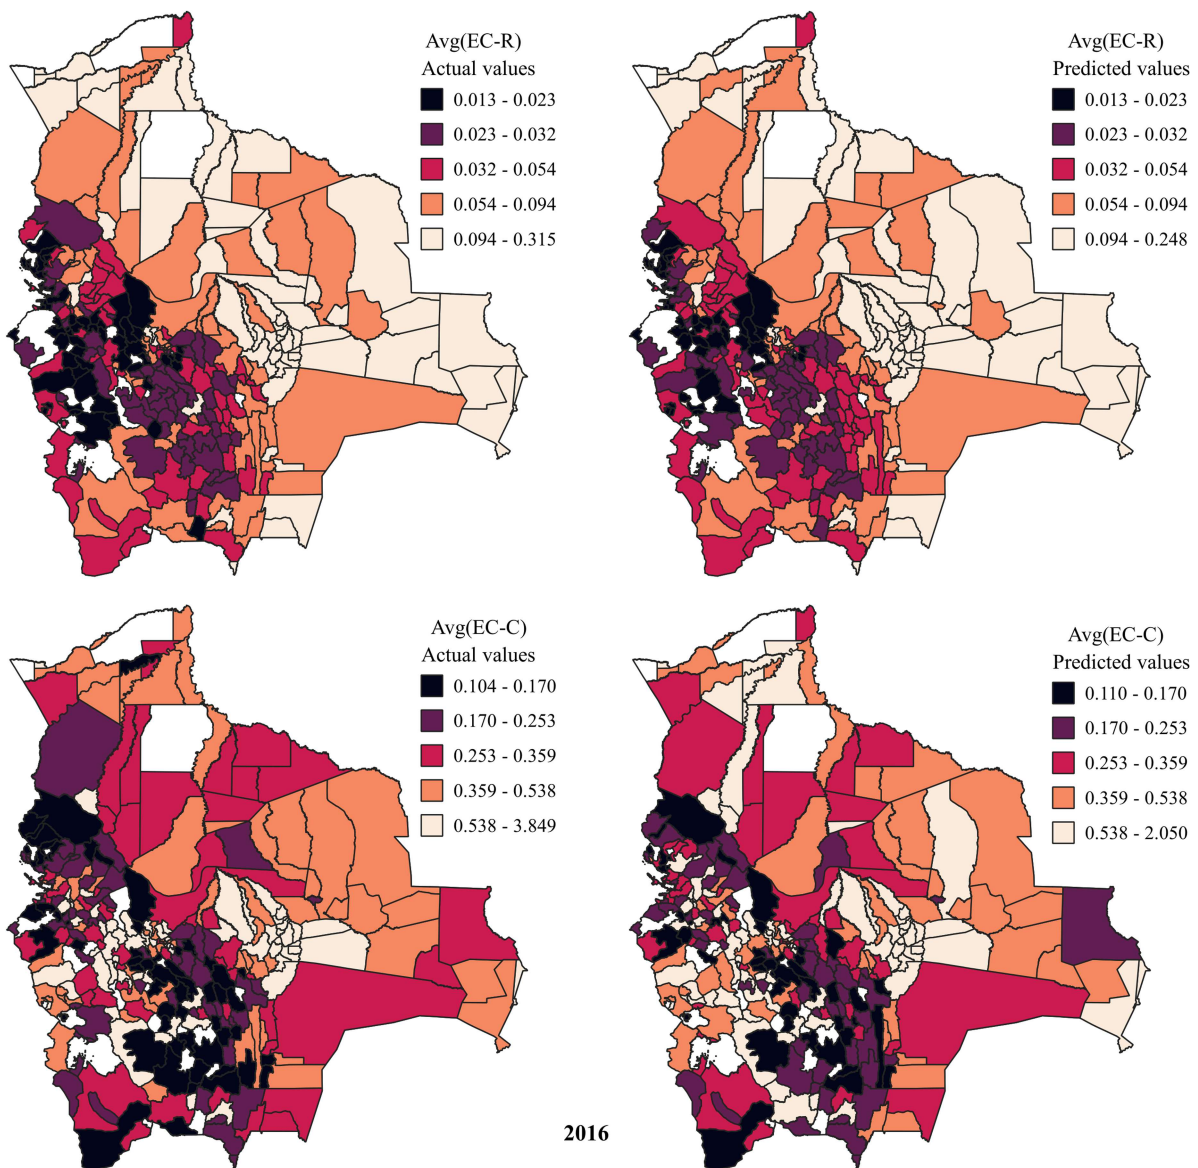 Avg(EC-R)
Actual values
0.013 - 0.023
0.023 - 0.032
0.032 - 0.054
0.054 - 0.094
0.094 - 0.315
Avg(EC-R)
Predicted values
0.013 - 0.023
0.023 - 0.032
0.032 - 0.054
0.054 - 0.094
0.094 - 0.248
Avg(EC-C)
Actual values
0.104 - 0.170
0.170 - 0.253
0.253 - 0.359
0.359 - 0.538
0.538 - 3.849
Avg(EC-C)
Predicted values
0.110 - 0.170
0.170 - 0.253
0.253 - 0.359
0.359 - 0.538
0.538 - 2.050
2016